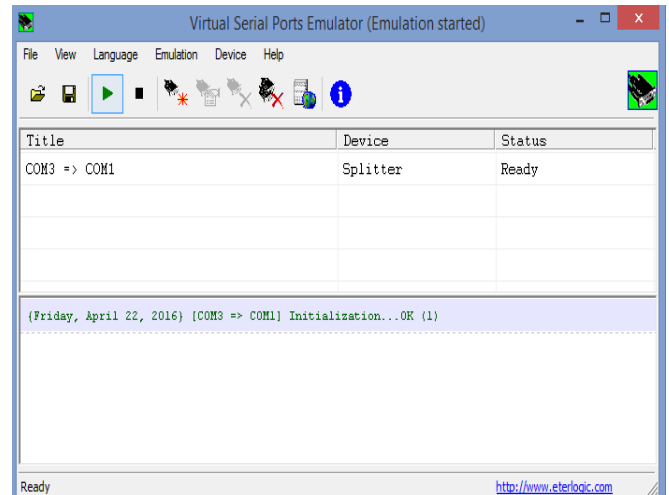 Virtual Serial Ports Emulator (Emulation started)
File View Language Emulation Device Help
Title Device Status
COM3 => COM1 Splitter Ready
{Friday, April 22, 2016} [COM3 => COM1] Initialization...OK (1)
Ready http://www.eterlogic.com